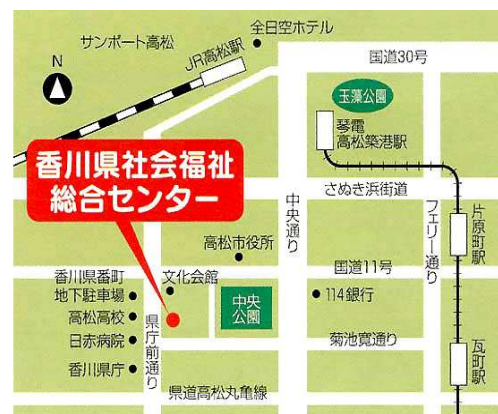 全日空ホテル
サンポート高松
国道30号
JR高松駅
N
玉藻公園
琴電
高松築港駅
香川県社会福祉
総合センター
さぬき浜街道
中央通り
フェリー通り
片原町駅
高松市役所
国道11号
香川県番町
地下駐車場
文化会館
中央
公園
114銀行
高松高校
県庁前通り
日赤病院
菊池寛通り
瓦町駅
香川県庁
県道高松丸亀線